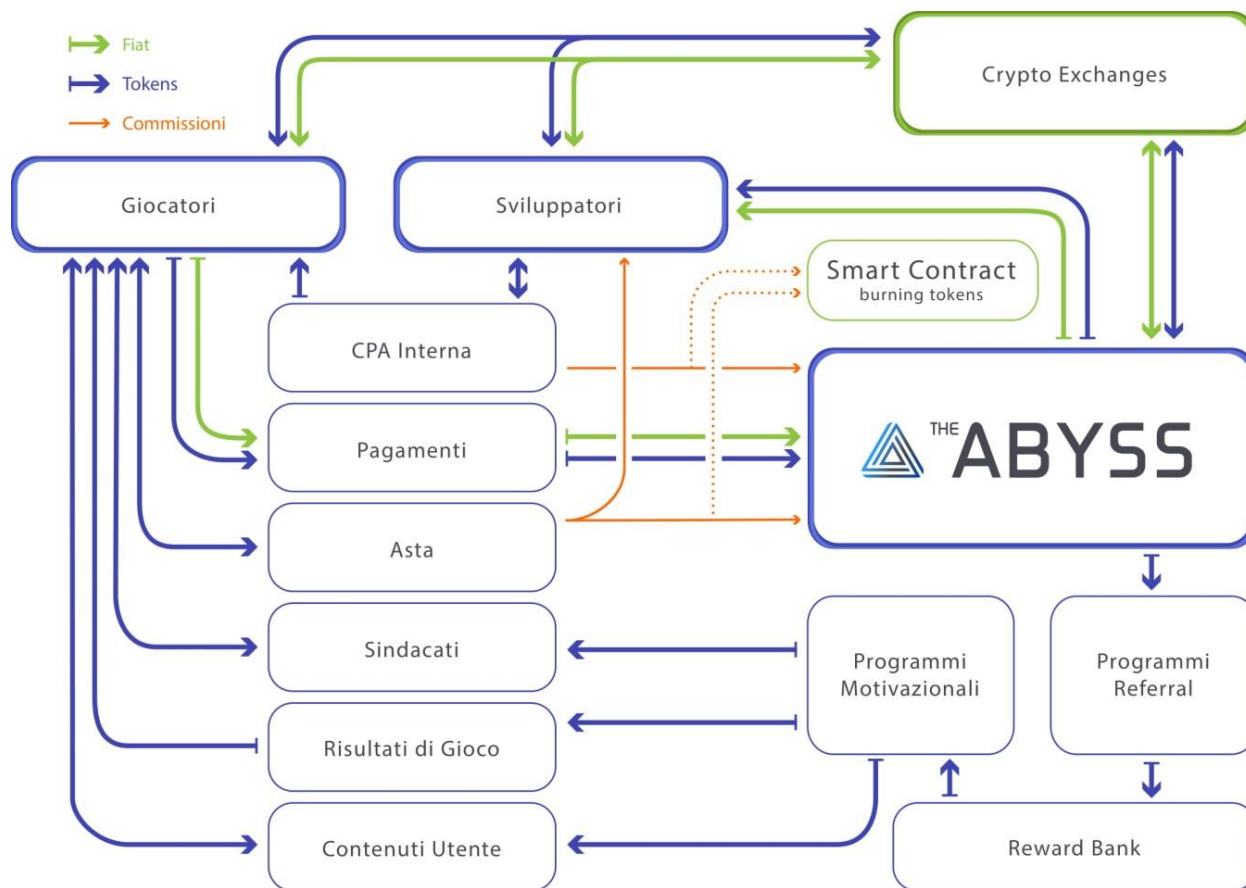 Fiat
Tokens
Commissioni
Crypto Exchanges
Giocatori
Sviluppatori
Smart Contract
burning tokens
CPA Interna
Pagamenti
THE ABYSS
Asta
Sindacati
Programmi
Motivazionali
Programmi
Referral
Risultati di Gioco
Contenuti Utente
Reward Bank